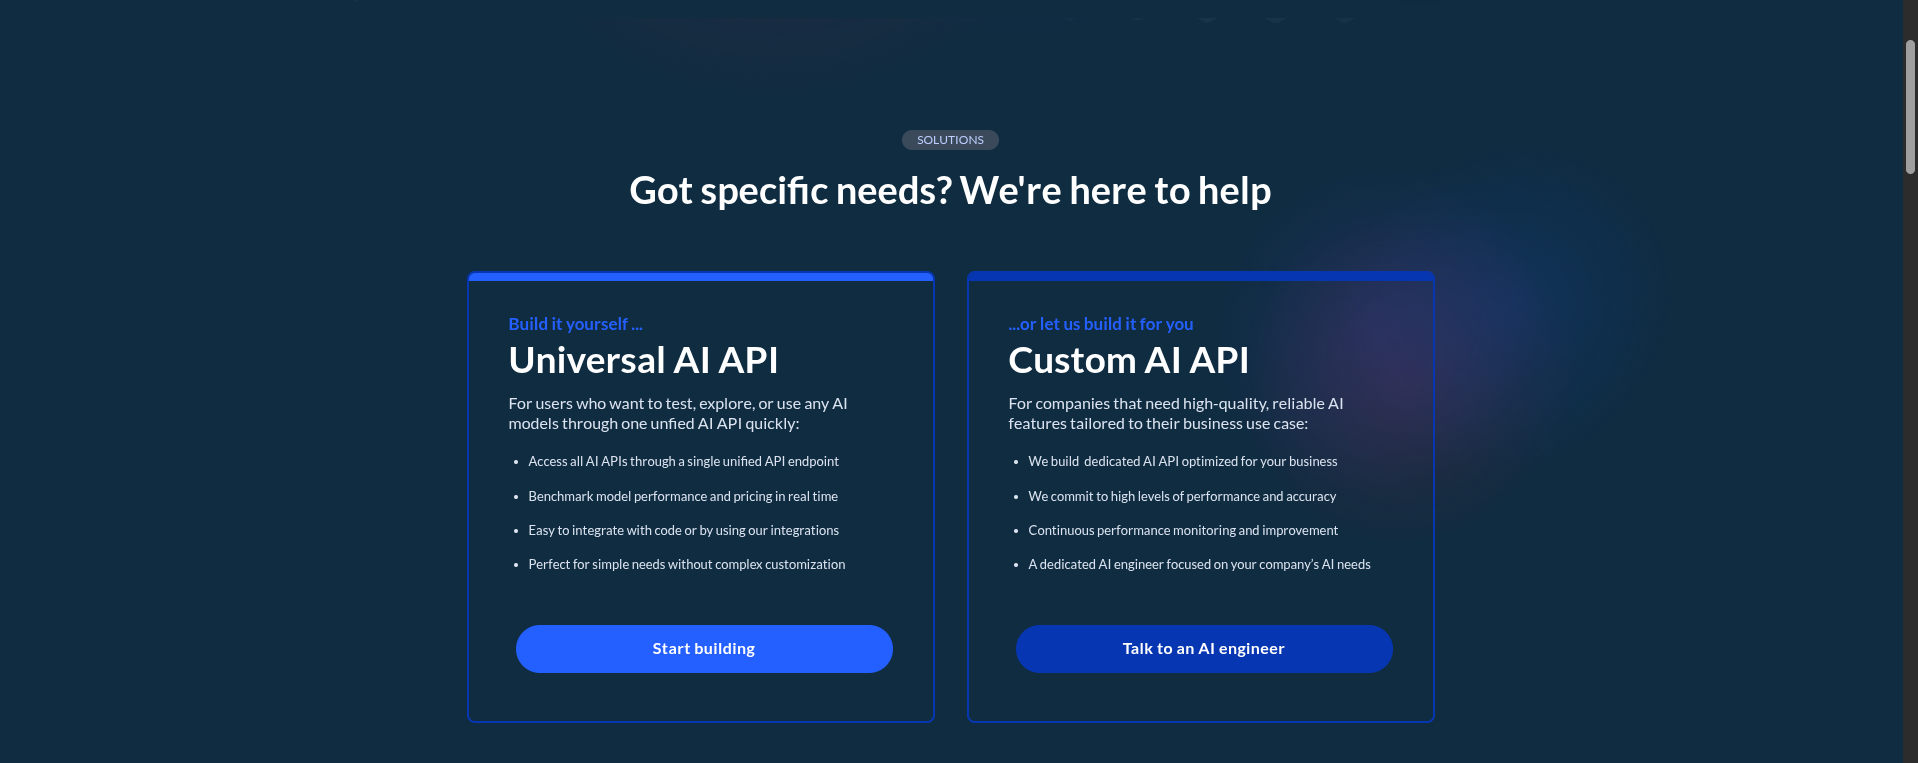 SOLUTIONS
Got specific needs? We're here to help
Build it yourself ...
Universal AI API
For users who want to test, explore, or use any AI
models through one unfied AI API quickly:
• Access all AI APIs through a single unified API endpoint
• Benchmark model performance and pricing in real time
• Easy to integrate with code or by using our integrations
• Perfect for simple needs without complex customization
Start building
...or let us build it for you
Custom AI API
For companies that need high-quality, reliable AI
features tailored to their business use case:
• We build  dedicated AI API optimized for your business
• We commit to high levels of performance and accuracy
• Continuous performance monitoring and improvement
• A dedicated AI engineer focused on your company’s AI needs
Talk to an AI engineer